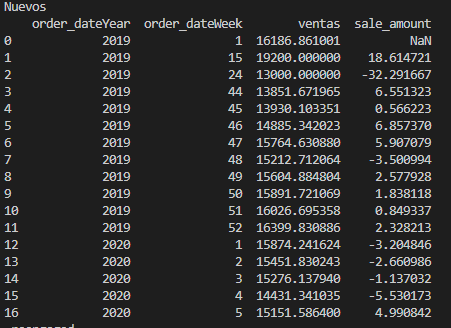 Nuevos
order_dateYear order_dateWeek ventas sale_amount
0 2019 1 16186.861001 NaN
1 2019 15 19200.000000 18.614721
2 2019 24 13000.000000 -32.291667
3 2019 44 13851.671965 6.551323
4 2019 45 13930.103351 0.566223
5 2019 46 14885.342023 6.857370
6 2019 47 15764.630880 5.907079
7 2019 48 15212.712064 -3.500994
8 2019 49 15604.884804 2.577928
9 2019 50 15891.721069 1.838118
10 2019 51 16026.695358 0.849337
11 2019 52 16399.830886 2.328213
12 2020 1 15874.241624 -3.204846
13 2020 2 15451.830243 -2.660986
14 2020 3 15276.137940 -1.137032
15 2020 4 14431.341035 -5.530173
16 2020 5 15151.586400 4.990842